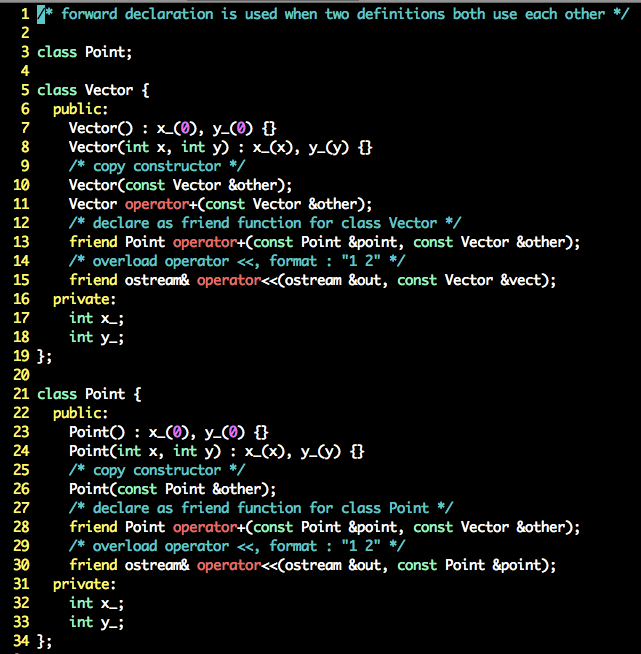 1 /* forward declaration is used when two definitions both use each other */
2
3 class Point;
4
5 class Vector {
6   public:
7     Vector() : x_(0), y_(0) {}
8     Vector(int x, int y) : x_(x), y_(y) {}
9     /* copy constructor */
10     Vector(const Vector &other);
11     Vector operator+(const Vector &other);
12     /* declare as friend function for class Vector */
13     friend Point operator+(const Point &point, const Vector &other);
14     /* overload operator <<, format : "1 2" */
15     friend ostream& operator<<(ostream &out, const Vector &vect);
16   private:
17     int x_;
18     int y_;
19 };
20
21 class Point {
22   public:
23     Point() : x_(0), y_(0) {}
24     Point(int x, int y) : x_(x), y_(y) {}
25     /* copy constructor */
26     Point(const Point &other);
27     /* declare as friend function for class Point */
28     friend Point operator+(const Point &point, const Vector &other);
29     /* overload operator <<, format : "1 2" */
30     friend ostream& operator<<(ostream &out, const Point &point);
31   private:
32     int x_;
33     int y_;
34 };